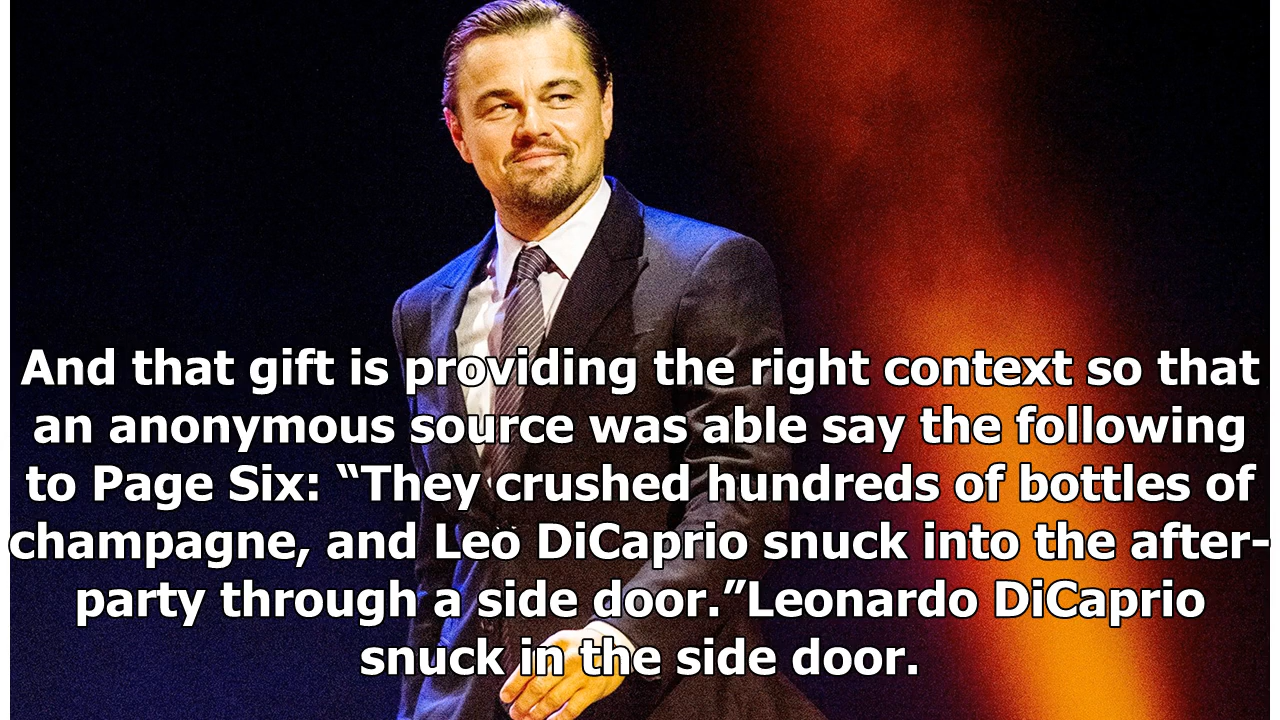 And that gift is providing the right context so that
an anonymous source was able say the following
to Page Six: “They crushed hundreds of bottles of
champagne, and Leo DiCaprio snuck into the after-
party through a side door.”Leonardo DiCaprio
snuck in the side door.